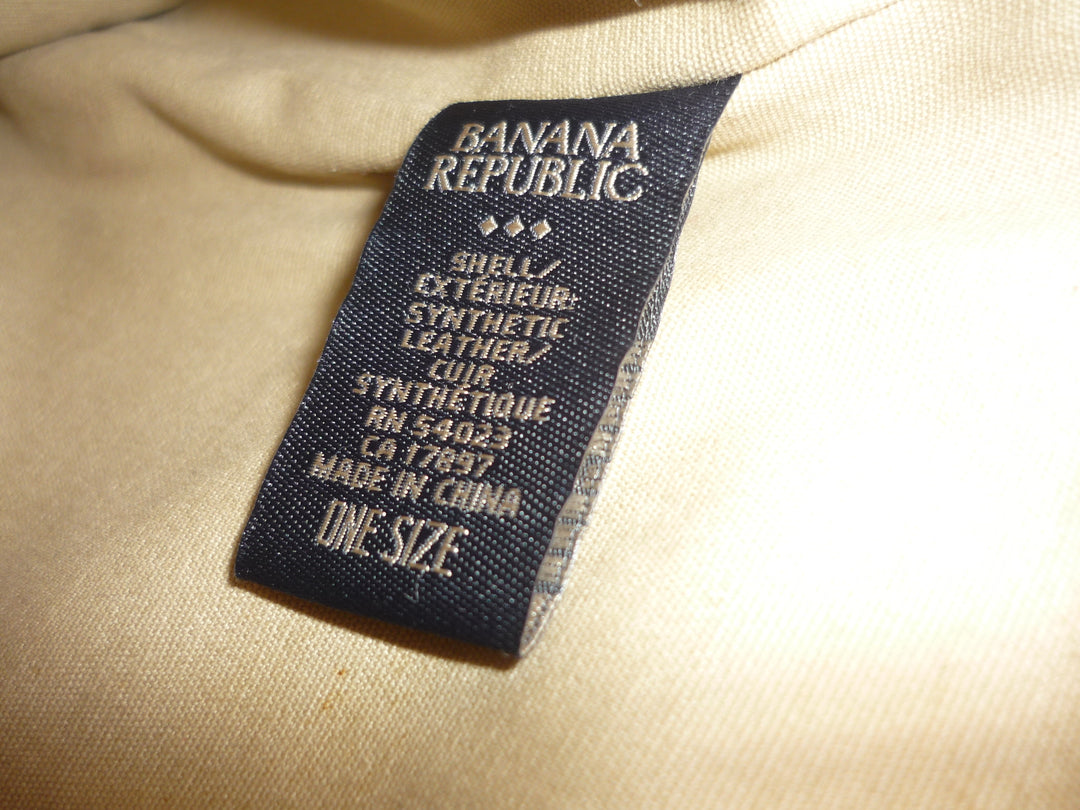 BANANA
REPUBLIC
SHELL/
EXTÉRIEUR:
SYNTHETIC
LEATHER/
CUIR
SYNTHÉTIQUE
RN 54023
CA 17897
MADE IN CHINA
ONE SIZE